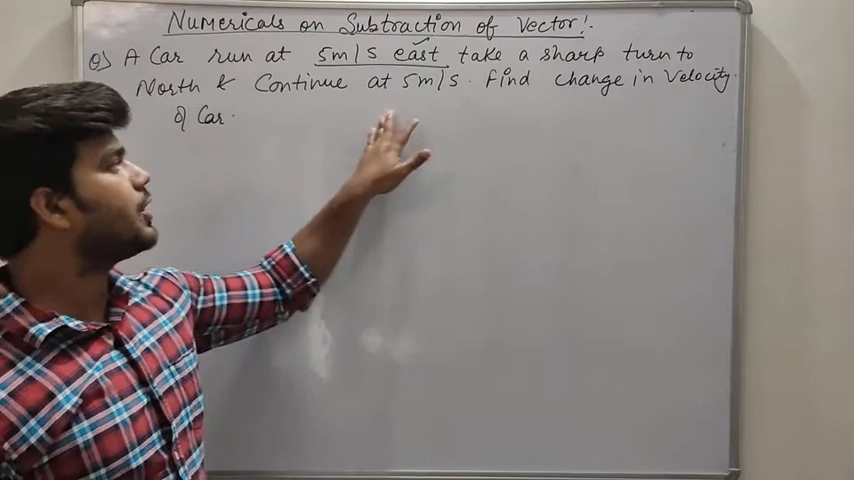 Numericals on Subtraction of Vector!.
Q) A Car run at 5m/s east take a sharp turn to
North & Continue at 5m/s. find change in Velocity.
of Car.